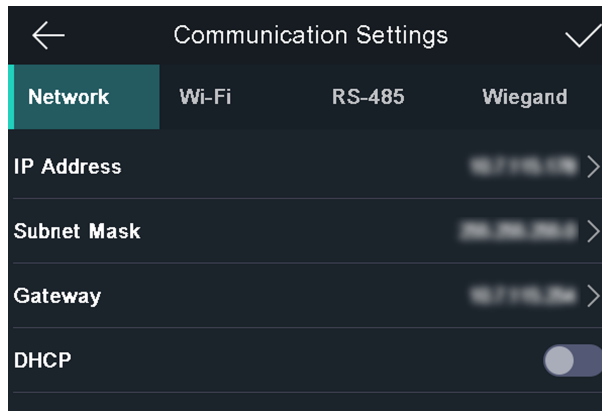 Communication Settings
Network Wi-Fi RS-485 Wiegand
IP Address
Subnet Mask
Gateway
DHCP